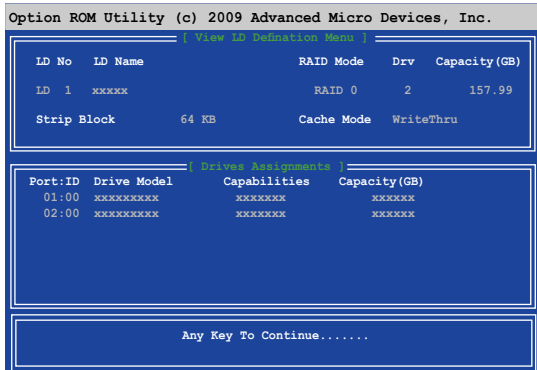 Option ROM Utility (c) 2009 Advanced Micro Devices, Inc.
[ View LD Defination Menu ]
LD No LD Name RAID Mode Drv Capacity(GB)
LD 1 xxxxx RAID 0 2 157.99
Strip Block 64 KB Cache Mode WriteThru
[ Drives Assignments ]
Port:ID Drive Model Capabilities Capacity(GB)
01:00 xxxxxxxxx xxxxxxx xxxxxx
02:00 xxxxxxxxx xxxxxxx xxxxxx
Any Key To Continue.......